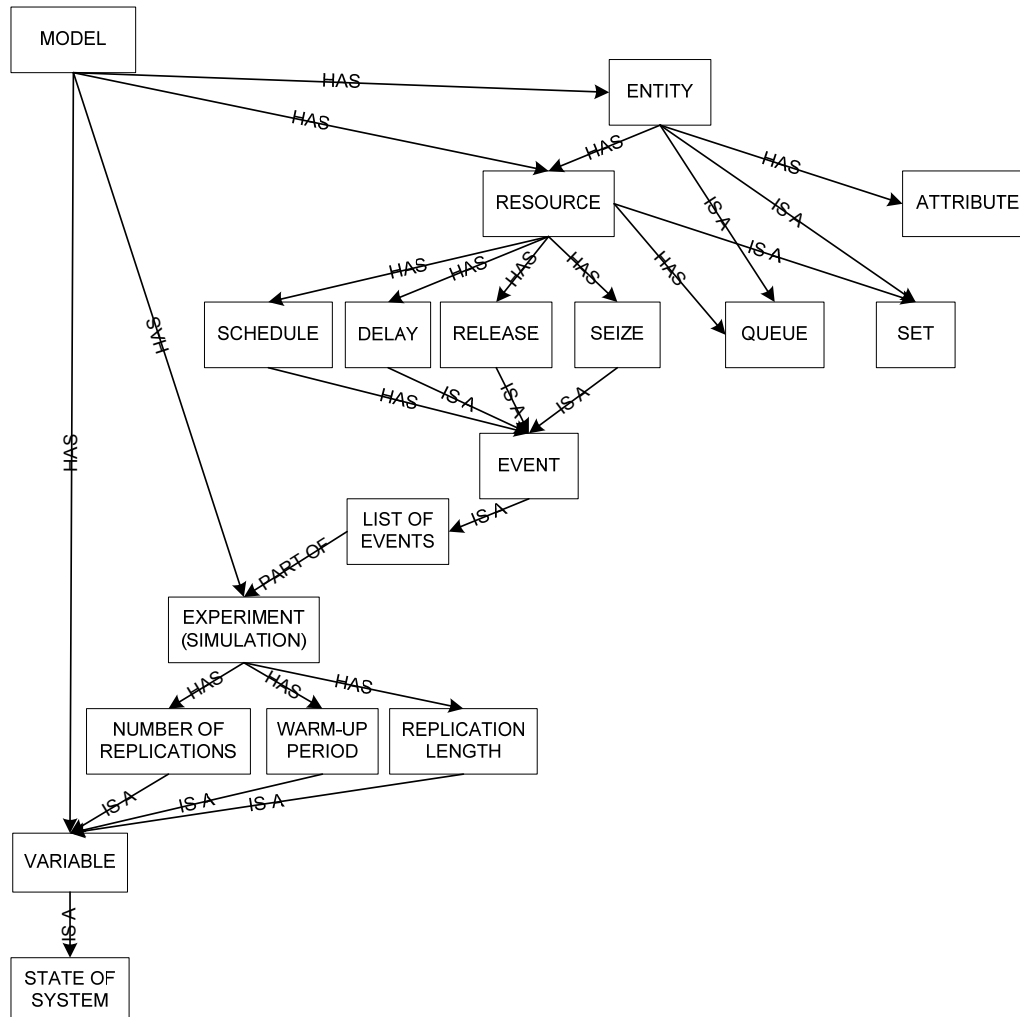 MODEL
HAS
ENTITY
HAS
HAS
HAS
RESOURCE
IS A
IS A
ATTRIBUTE
IS A
HAS
HAS
HAS
HAS
HAS
SCHEDULE
DELAY
RELEASE
SEIZE
QUEUE
SET
HAS
HAS
IS A
IS A
IS A
HAS
EVENT
IS A
LIST OF
EVENTS
PART OF
EXPERIMENT
(SIMULATION)
HAS
HAS
HAS
NUMBER OF
REPLICATIONS
WARM-UP
PERIOD
REPLICATION
LENGTH
IS A
IS A
IS A
VARIABLE
IS A
STATE OF
SYSTEM